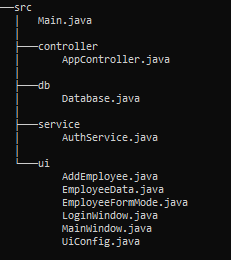 src
Main.java
controller
AppController.java
db
Database.java
service
AuthService.java
ui
AddEmployee.java
EmployeeData.java
EmployeeFormMode.java
LoginWindow.java
MainWindow.java
UiConfig.java